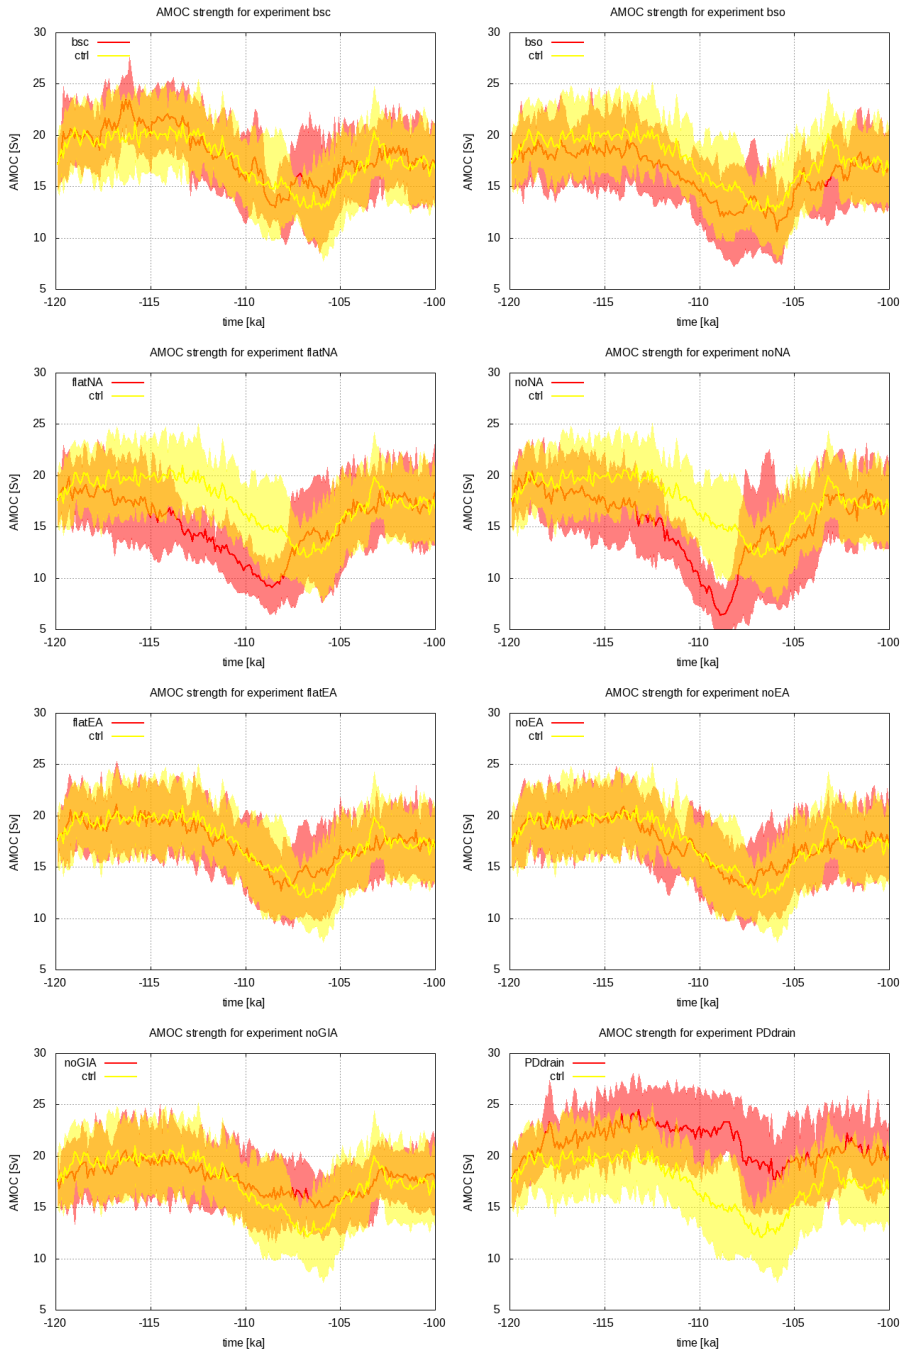 AMOC strength for experiment bsc
30
25
20
15
10
5
AMOC [Sv]
bsc
ctrl
-120 -115 -110 -105 -100
time [ka]
AMOC strength for experiment bso
30
25
20
15
10
5
AMOC [Sv]
bso
ctrl
-120 -115 -110 -105 -100
time [ka]
AMOC strength for experiment flatNA
30
25
20
15
10
5
AMOC [Sv]
flatNA
ctrl
-120 -115 -110 -105 -100
time [ka]
AMOC strength for experiment noNA
30
25
20
15
10
5
AMOC [Sv]
noNA
ctrl
-120 -115 -110 -105 -100
time [ka]
AMOC strength for experiment flatEA
30
25
20
15
10
5
AMOC [Sv]
flatEA
ctrl
-120 -115 -110 -105 -100
time [ka]
AMOC strength for experiment noEA
30
25
20
15
10
5
AMOC [Sv]
noEA
ctrl
-120 -115 -110 -105 -100
time [ka]
AMOC strength for experiment noGIA
30
25
20
15
10
5
AMOC [Sv]
noGIA
ctrl
-120 -115 -110 -105 -100
time [ka]
AMOC strength for experiment PDdrain
30
25
20
15
10
5
AMOC [Sv]
PDdrain
ctrl
-120 -115 -110 -105 -100
time [ka]